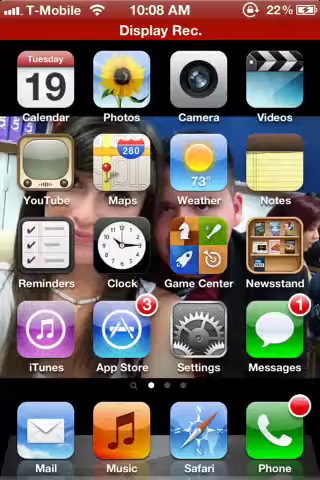 T-Mobile 10:08 AM 22%
Display Rec.
Tuesday
19
280
Calendar Photos Camera Videos
73°
YouTube Maps Weather Notes
Reminders Clock Game Center Newsstand
3 1
iTunes App Store Settings Messages
Mail Music Safari Phone